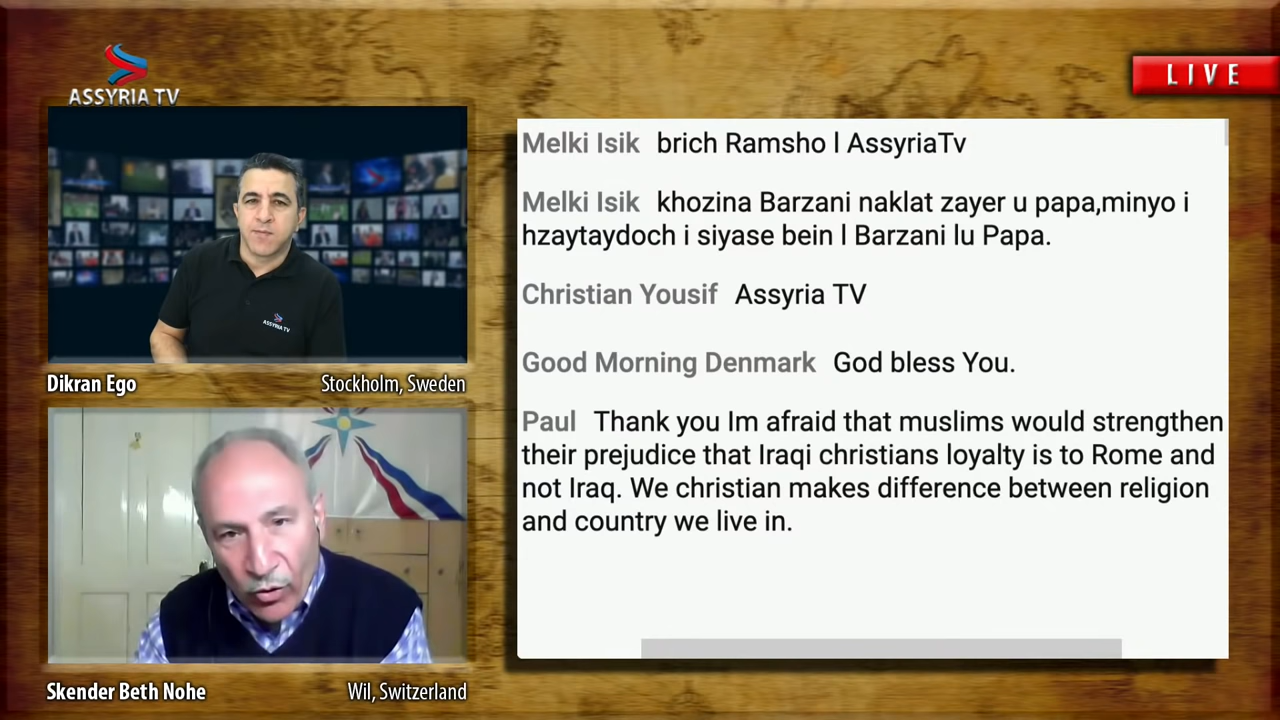 ASSYRIA TV
LIVE
ASSYRIA TV
Dikran Ego
Stockholm, Sweden
Skender Beth Nohe
Wil, Switzerland
Melki Isik brich Ramsho l AssyriaTv
Melki Isik khozina Barzani naklat zayer u papa,minyo i
hzaytaydoch i siyase bein l Barzani lu Papa.
Christian Yousif Assyria TV
Good Morning Denmark God bless You.
Paul Thank you Im afraid that muslims would strengthen
their prejudice that Iraqi christians loyalty is to Rome and
not Iraq. We christian makes difference between religion
and country we live in.